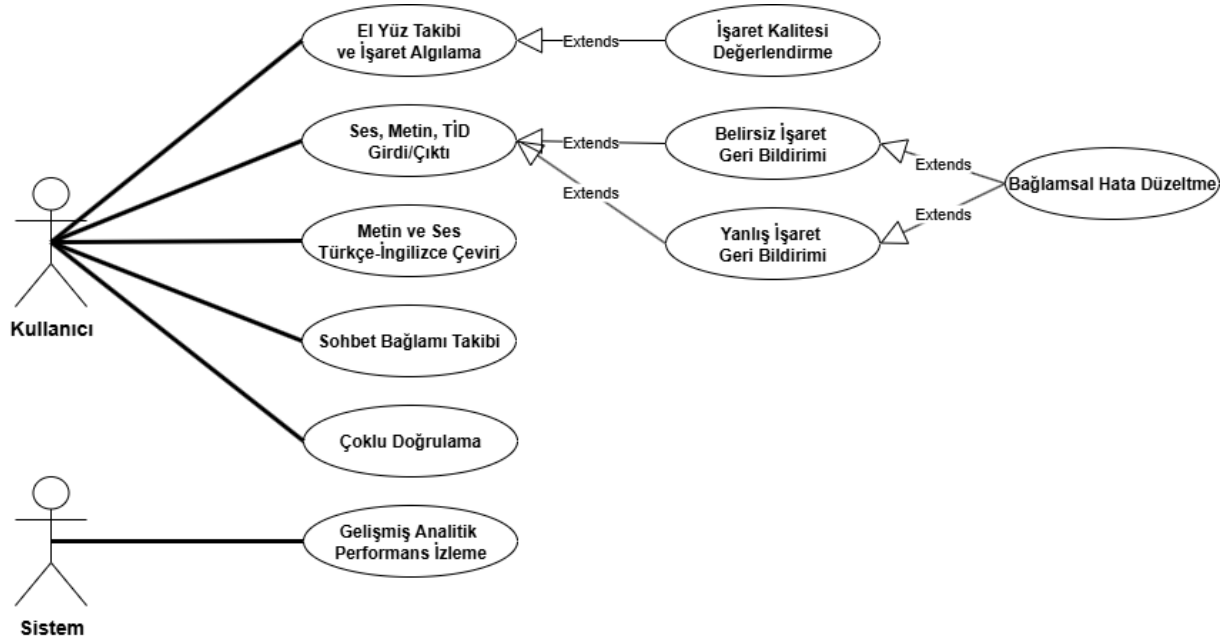 El Yüz Takibi
ve İşaret Algılama
Extends
İşaret Kalitesi
Değerlendirme
Ses, Metin, TİD
Girdi/Çıktı
Extends
Belirsiz İşaret
Geri Bildirimi
Extends
Bağlamsal Hata Düzeltme
Extends
Yanlış İşaret
Geri Bildirimi
Extends
Metin ve Ses
Türkçe-İngilizce Çeviri
Kullanıcı
Sohbet Bağlamı Takibi
Çoklu Doğrulama
Gelişmiş Analitik
Performans İzleme
Sistem